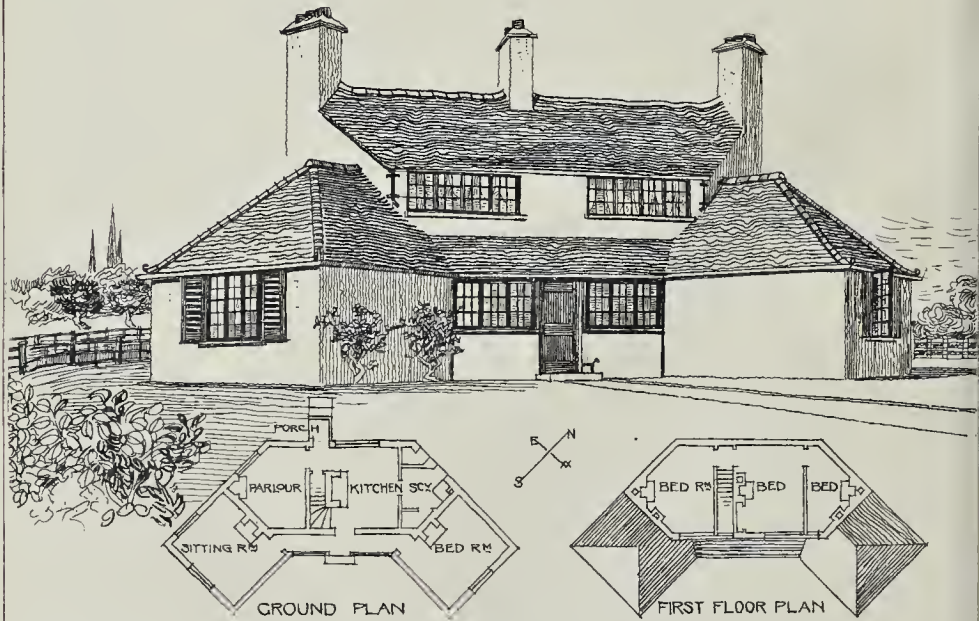 PORCH
PARLOUR
KITCHEN
SCY
SITTING RM
BED RM
GROUND PLAN
E N
S W
BED RM
BED
BED
FIRST FLOOR PLAN